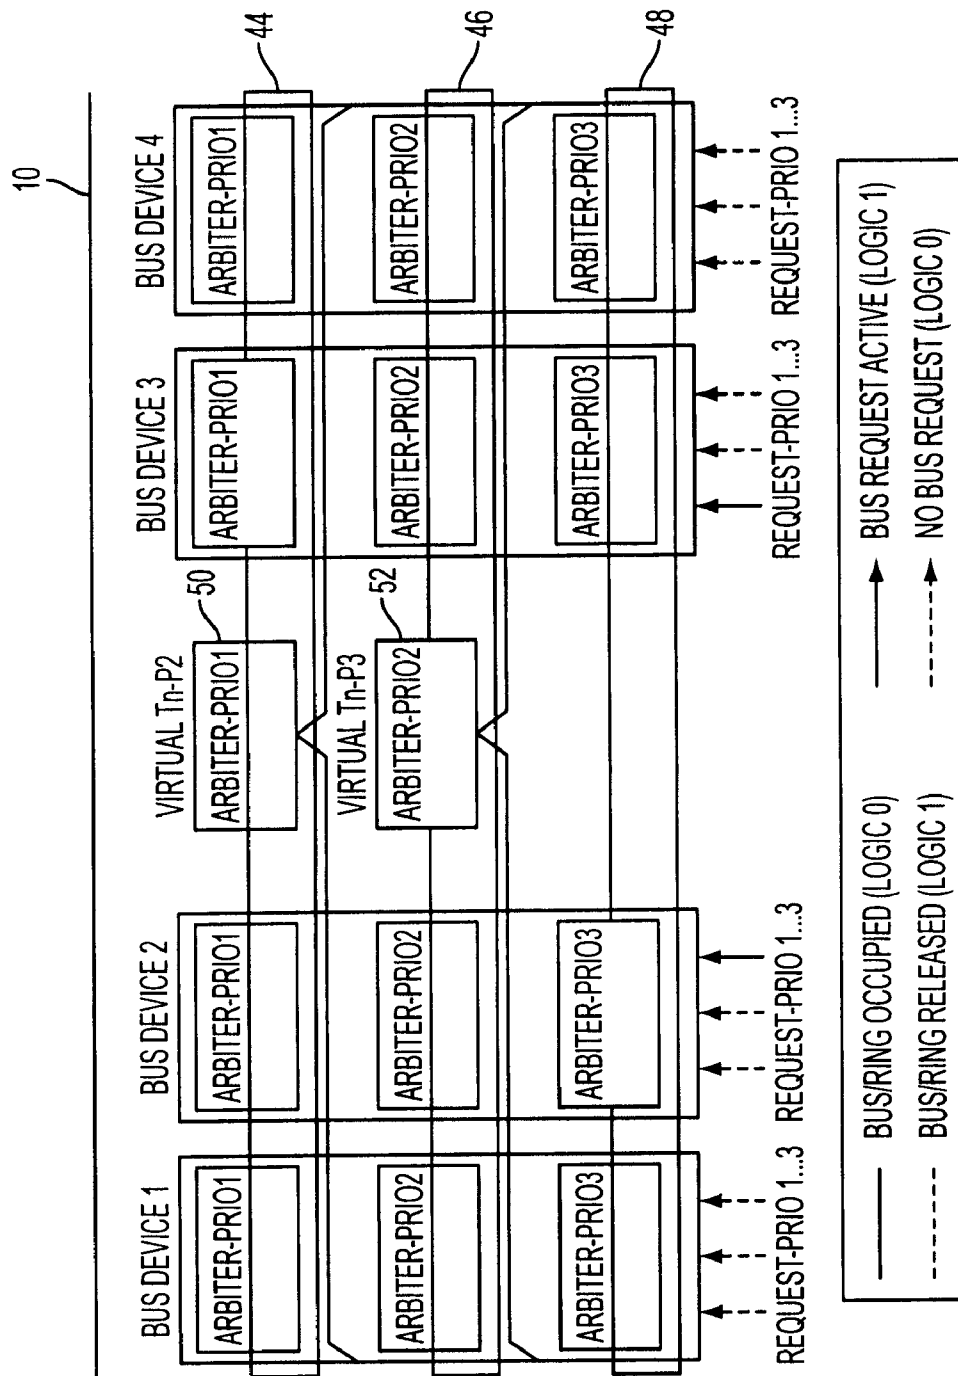 10
BUS DEVICE 1
BUS DEVICE 2
BUS DEVICE 3
BUS DEVICE 4
VIRTUAL Tn-P2
50
ARBITER-PRIO1
ARBITER-PRIO1
ARBITER-PRIO1
ARBITER-PRIO1
ARBITER-PRIO1
44
VIRTUAL Tn-P3
52
ARBITER-PRIO2
ARBITER-PRIO2
ARBITER-PRIO2
ARBITER-PRIO2
ARBITER-PRIO2
46
ARBITER-PRIO3
ARBITER-PRIO3
ARBITER-PRIO3
ARBITER-PRIO3
48
REQUEST-PRIO 1...3
REQUEST-PRIO 1...3
REQUEST-PRIO 1...3
REQUEST-PRIO 1...3
BUS/RING OCCUPIED (LOGIC 0)
BUS REQUEST ACTIVE (LOGIC 1)
BUS/RING RELEASED (LOGIC 1)
NO BUS REQUEST (LOGIC 0)